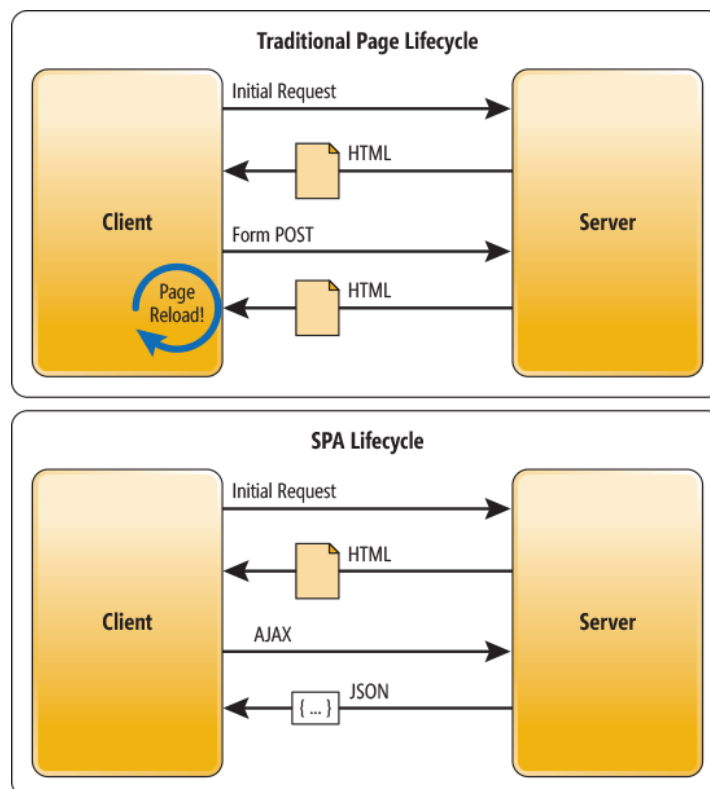 Traditional Page Lifecycle
Initial Request
HTML
Client
Server
Form POST
HTML
Page
Reload!
SPA Lifecycle
Initial Request
HTML
Client
Server
AJAX
JSON
{ ... }